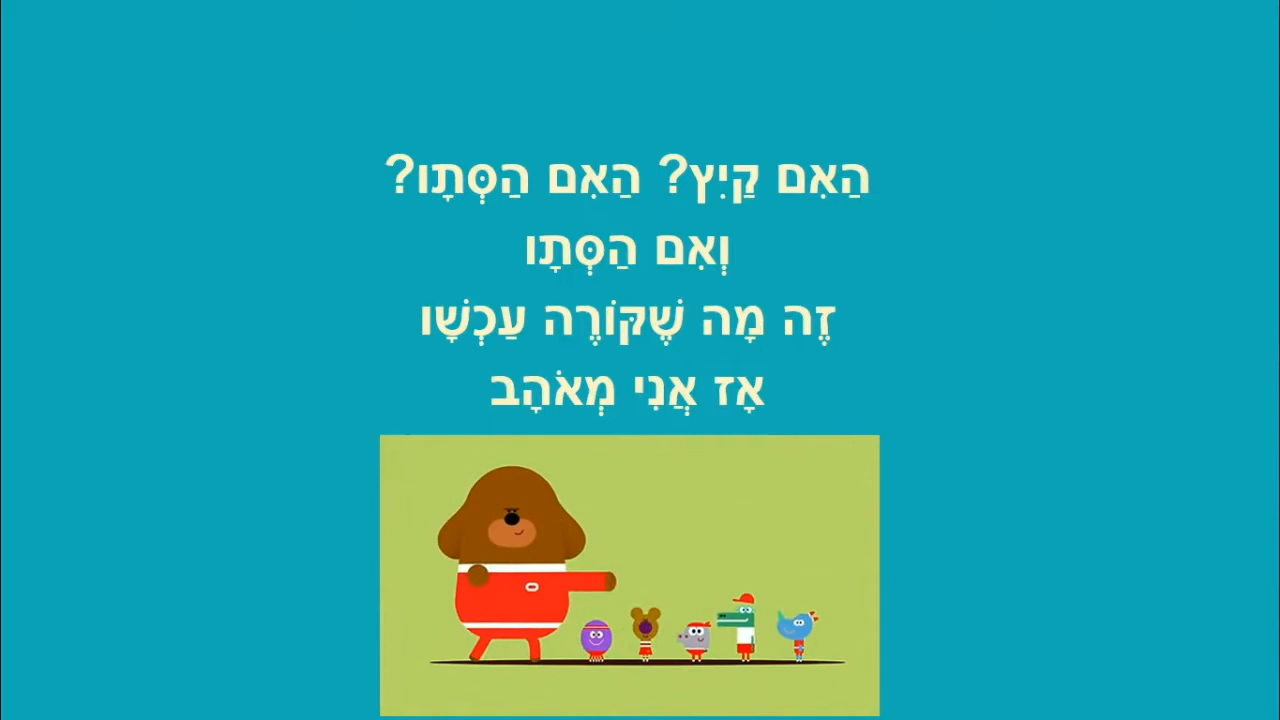 הַאִם קַיִץ? הַאִם הַסְּתָו?
וְאִם הַסְּתָו
זֶה מָה שֶׁקּוֹרֶה עַכְשָׁו
אָז אֲנִי מְאֹהָב